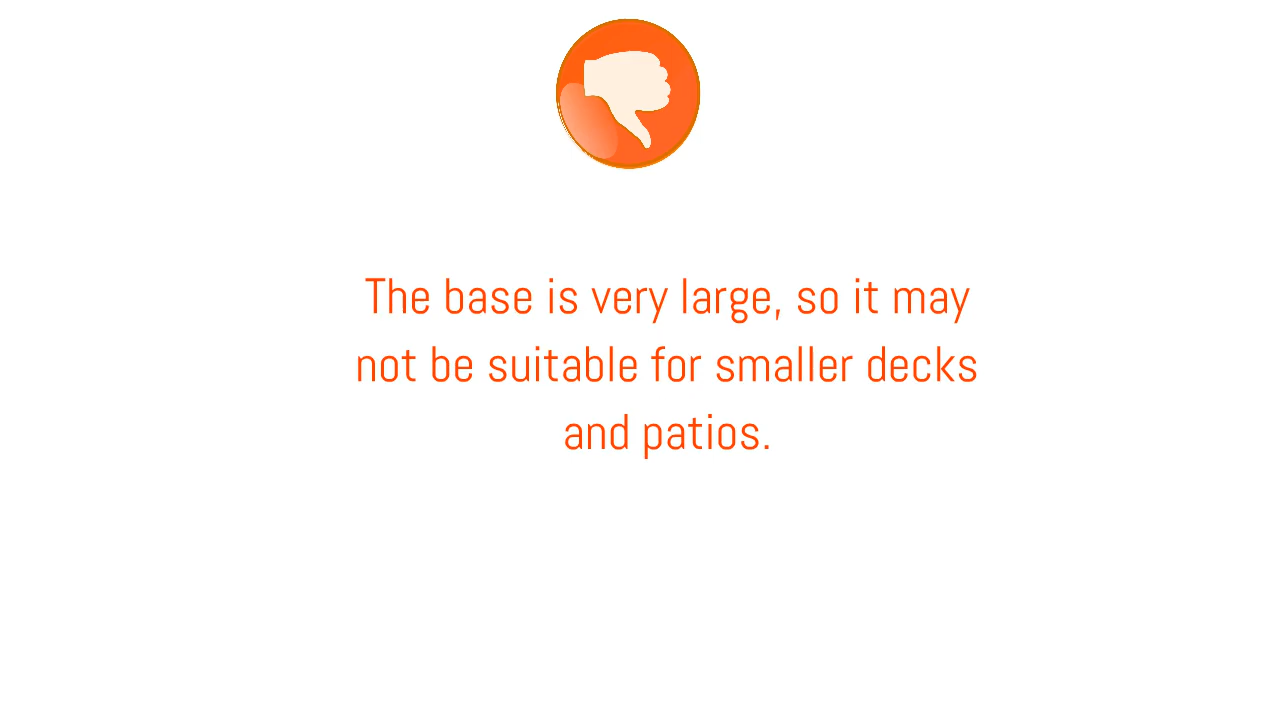 The base is very large, so it may
not be suitable for smaller decks
and patios.